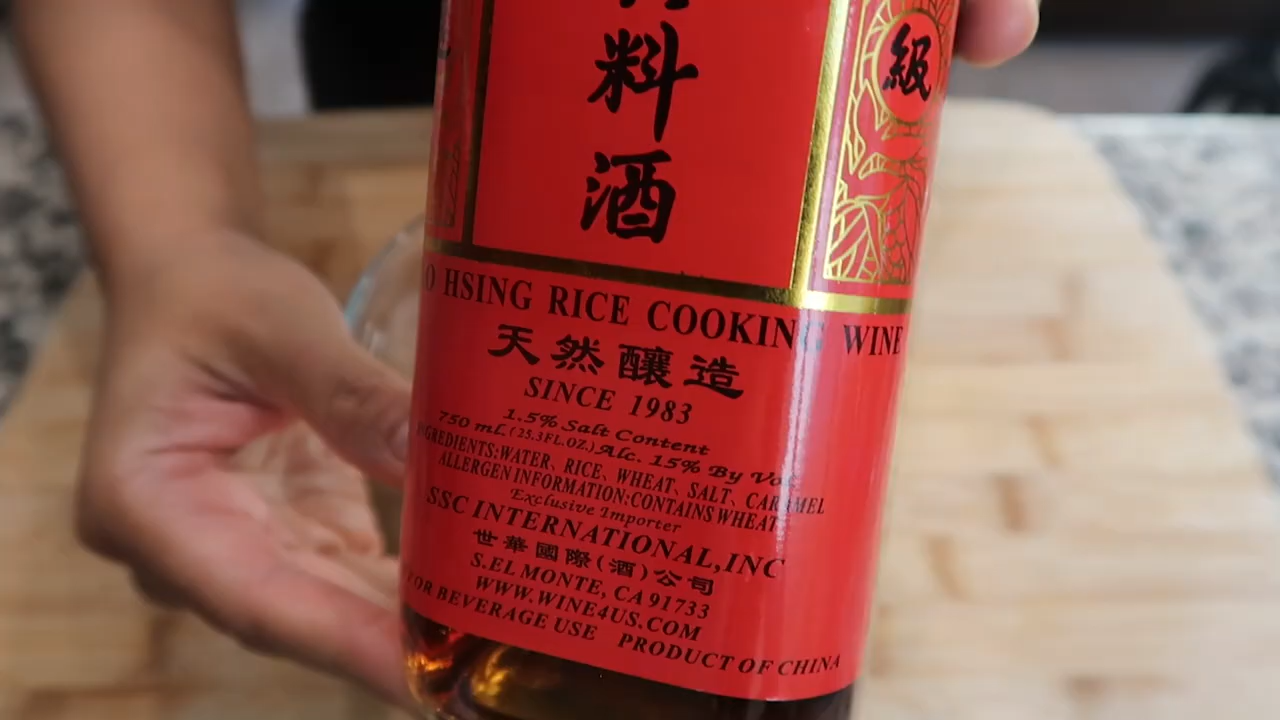 料
酒
級
O HSING RICE COOKING WINE
天然釀造
SINCE 1983
1.5% Salt Content
750 mL (25.3FL.OZ.) Alc. 15% By Vol
INGREDIENTS:WATER、RICE、WHEAT、SALT、CARAMEL
ALLERGEN INFORMATION:CONTAINS WHEAT
Exclusive Importer
SSC INTERNATIONAL,INC
世華國際(酒)公司
S.EL MONTE, CA 91733
WWW.WINE4US.COM
FOR BEVERAGE USE PRODUCT OF CHINA